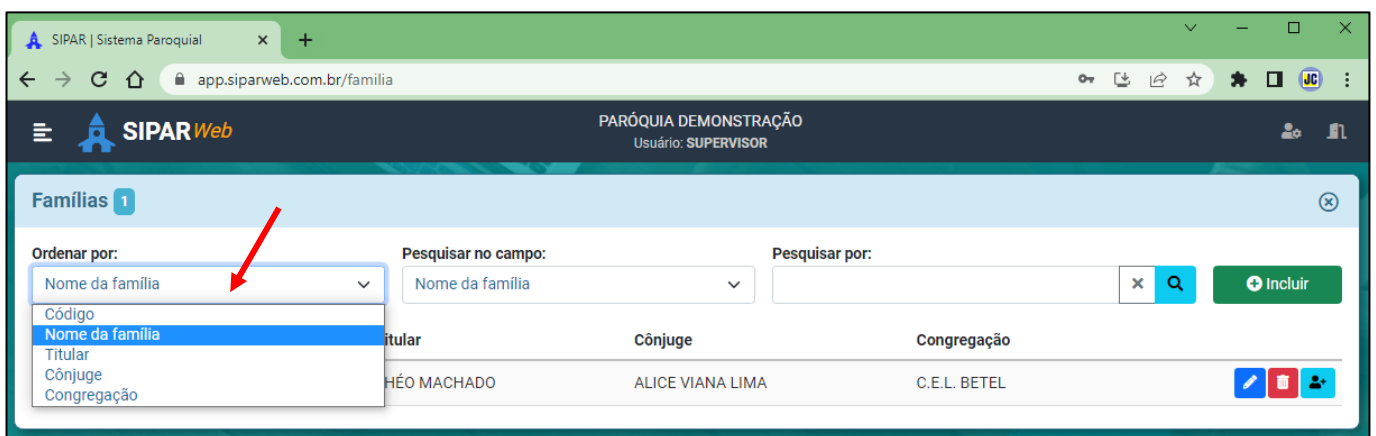 SIPAR | Sistema Paroquial
app.siparweb.com.br/familia
JC
SIPAR Web
PARÓQUIA DEMONSTRAÇÃO
Usuário: SUPERVISOR
Famílias 1
Ordenar por: Pesquisar no campo: Pesquisar por:
Nome da família Nome da família Incluir
Código
Nome da família
Titular
Cônjuge
Congregação
itular Cônjuge Congregação
HÉO MACHADO ALICE VIANA LIMA C.E.L. BETEL